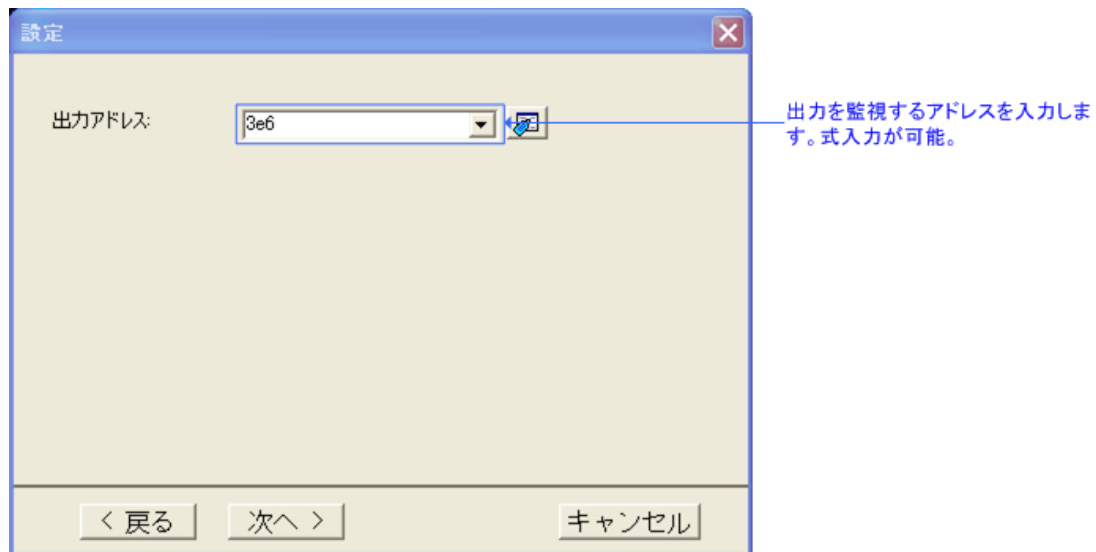 設定
出力アドレス:
3e6
出力を監視するアドレスを入力しま
す。式入力が可能。
< 戻る
次へ >
キャンセル